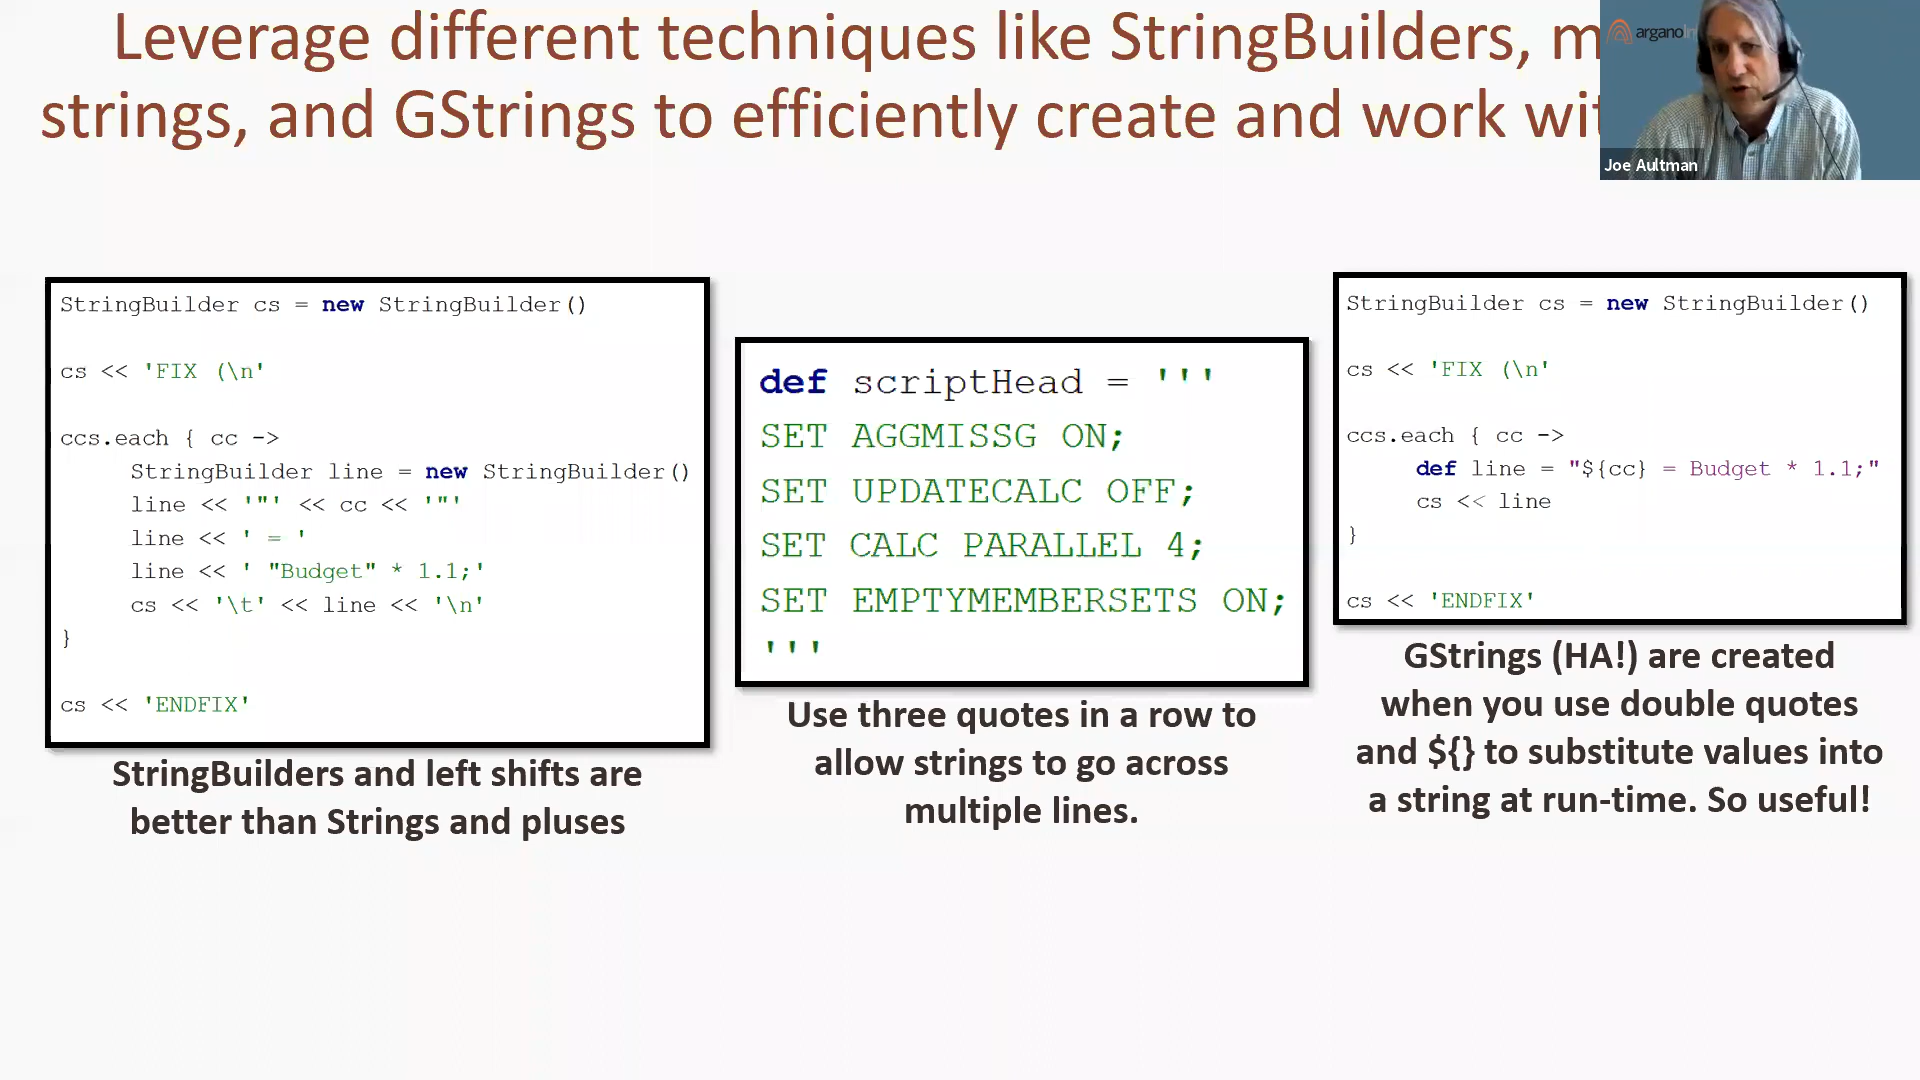 Leverage different techniques like StringBuilders, m
strings, and GStrings to efficiently create and work wit
argano
Joe Aultman
StringBuilder cs = new StringBuilder()
cs << 'FIX (\n'
ccs.each { cc ->
StringBuilder line = new StringBuilder()
line << '"' << cc << '"'
line << ' = '
line << ' "Budget" * 1.1;'
cs << '\t' << line << '\n'
}
cs << 'ENDFIX'
StringBuilders and left shifts are
better than Strings and pluses
def scriptHead = '''
SET AGGMISSG ON;
SET UPDATECALC OFF;
SET CALC PARALLEL 4;
SET EMPTYMEMBERSETS ON;
'''
Use three quotes in a row to
allow strings to go across
multiple lines.
StringBuilder cs = new StringBuilder()
cs << 'FIX (\n'
ccs.each { cc ->
def line = "${cc} = Budget * 1.1;"
cs << line
}
cs << 'ENDFIX'
GStrings (HA!) are created
when you use double quotes
and ${} to substitute values into
a string at run-time. So useful!